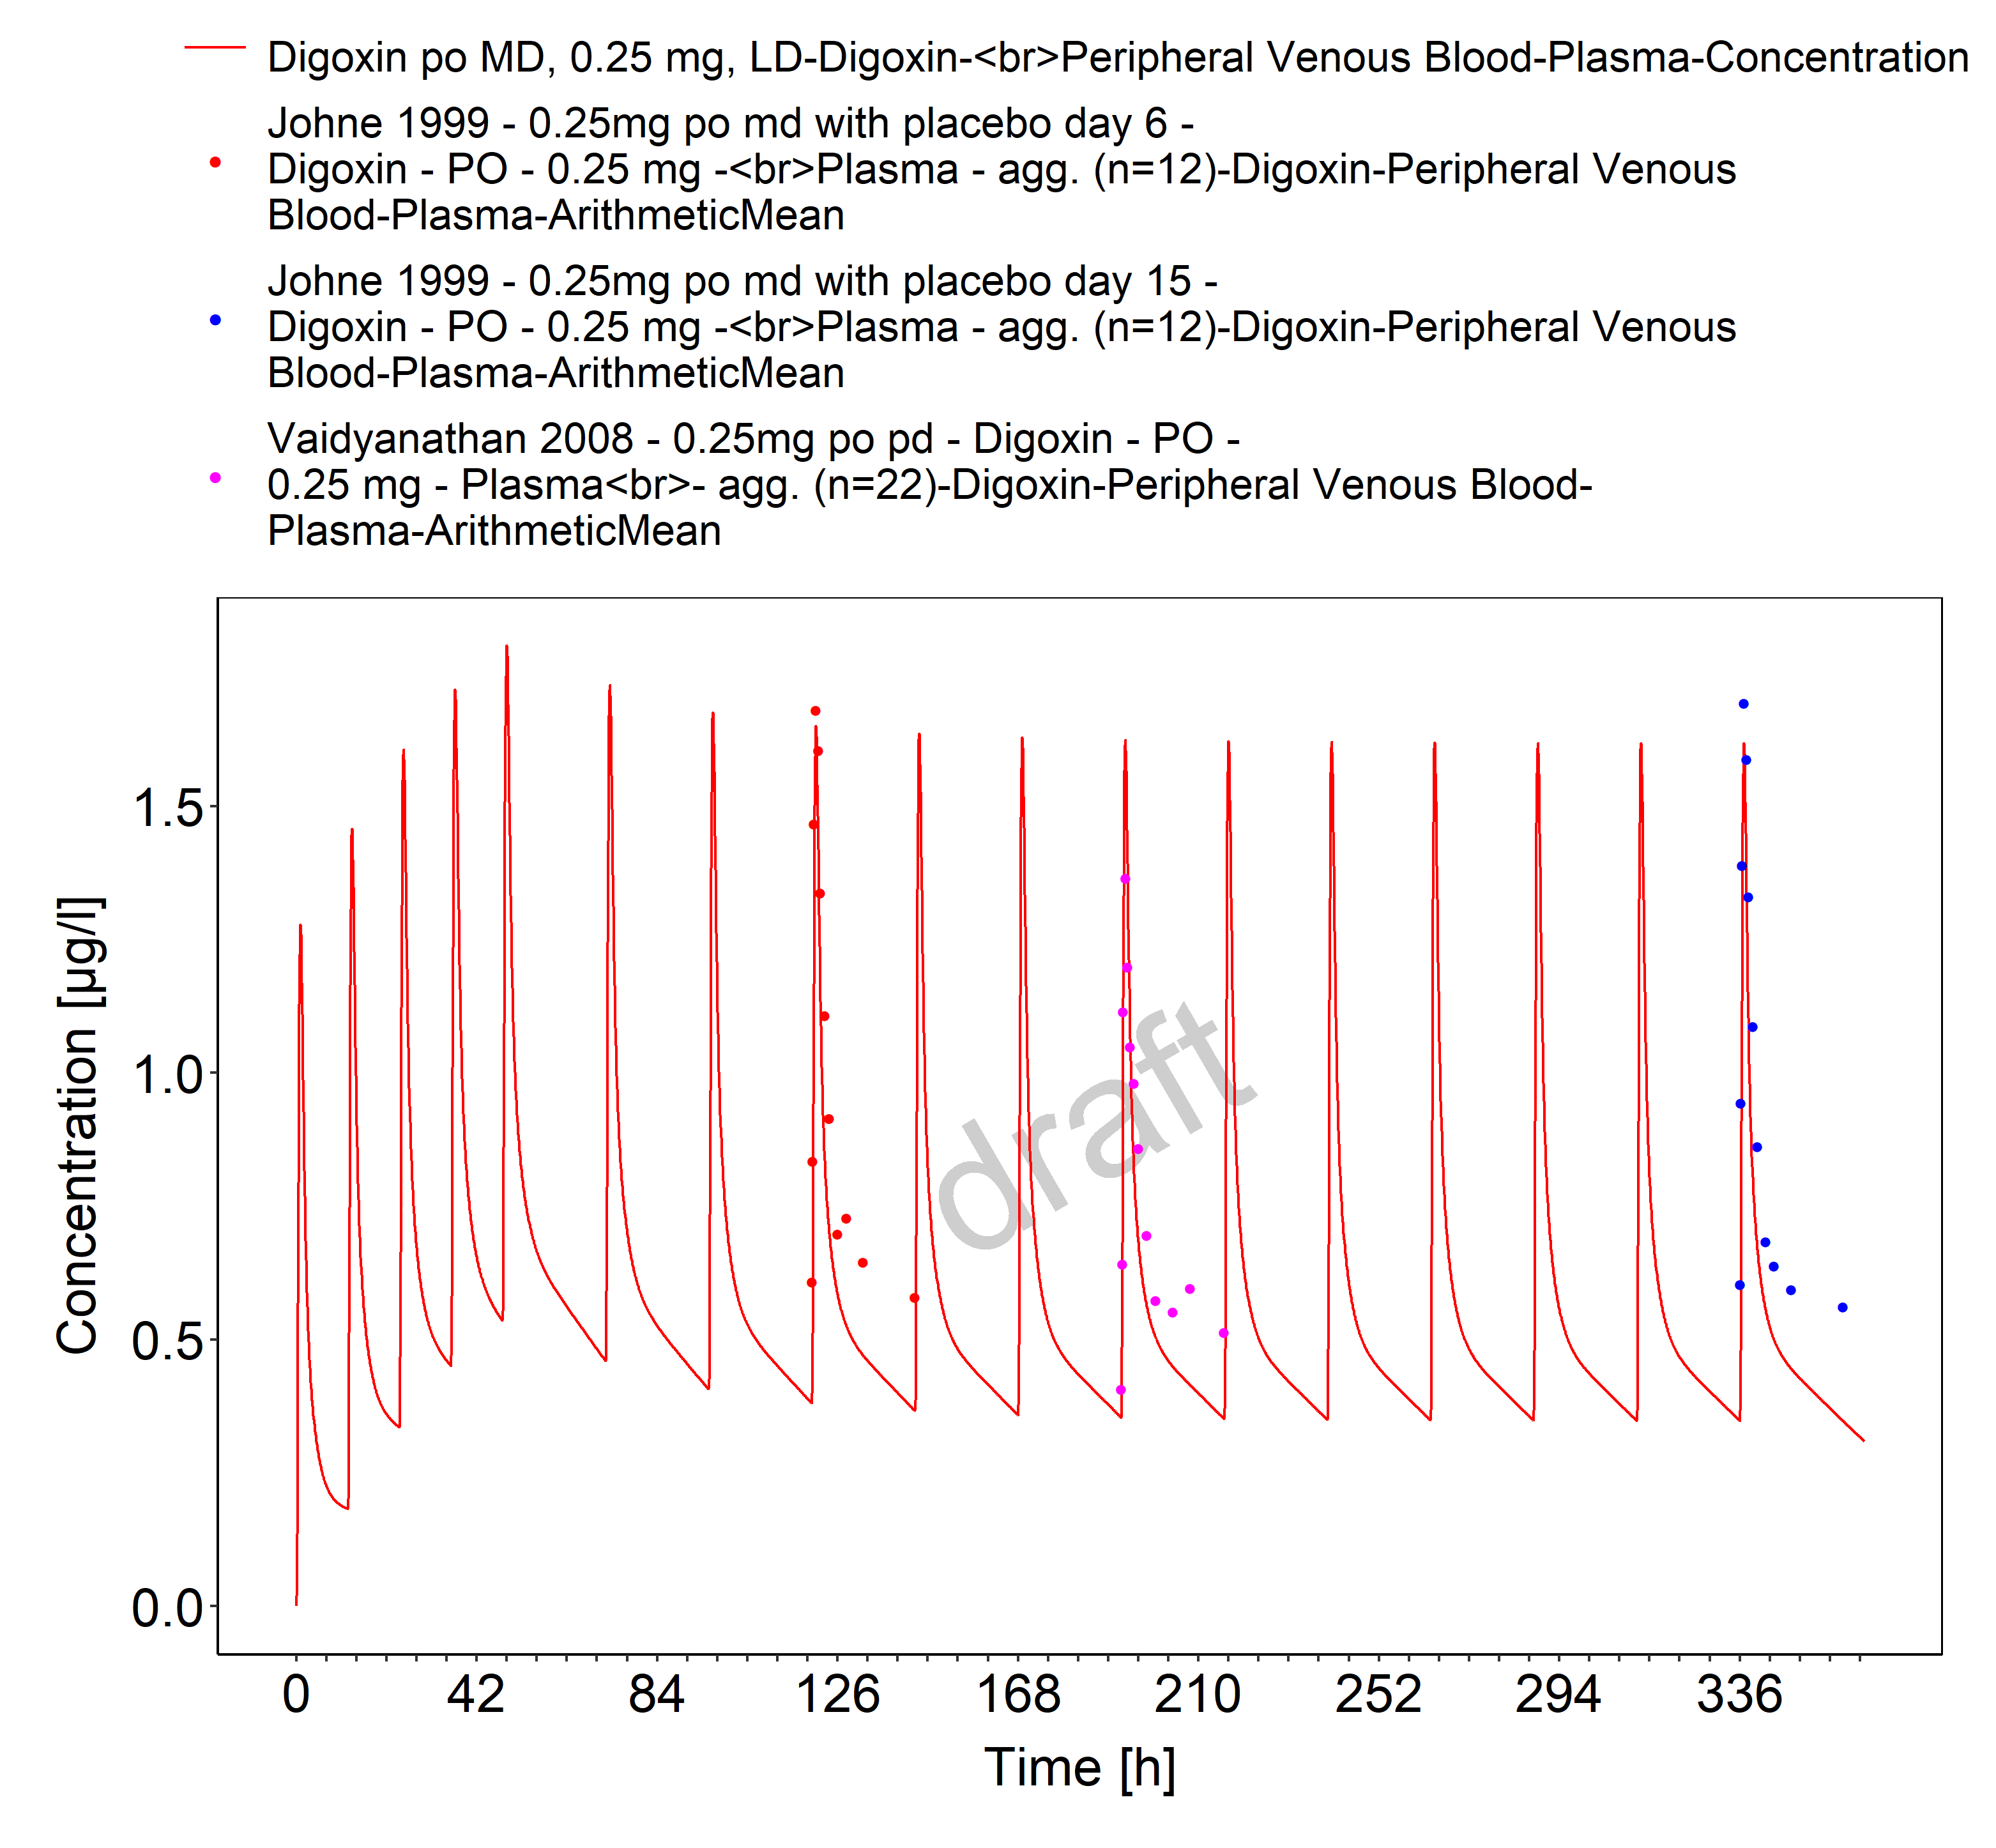 Digoxin po MD, 0.25 mg, LD-Digoxin-<br>Peripheral Venous Blood-Plasma-Concentration
Johne 1999 - 0.25mg po md with placebo day 6 -
Digoxin - PO - 0.25 mg -<br>Plasma - agg. (n=12)-Digoxin-Peripheral Venous
Blood-Plasma-ArithmeticMean
Johne 1999 - 0.25mg po md with placebo day 15 -
Digoxin - PO - 0.25 mg -<br>Plasma - agg. (n=12)-Digoxin-Peripheral Venous
Blood-Plasma-ArithmeticMean
Vaidyanathan 2008 - 0.25mg po pd - Digoxin - PO -
0.25 mg - Plasma<br>- agg. (n=22)-Digoxin-Peripheral Venous Blood-
Plasma-ArithmeticMean
Concentration [µg/l]
1.5
1.0
0.5
0.0
draft
0 42 84 126 168 210 252 294 336
Time [h]